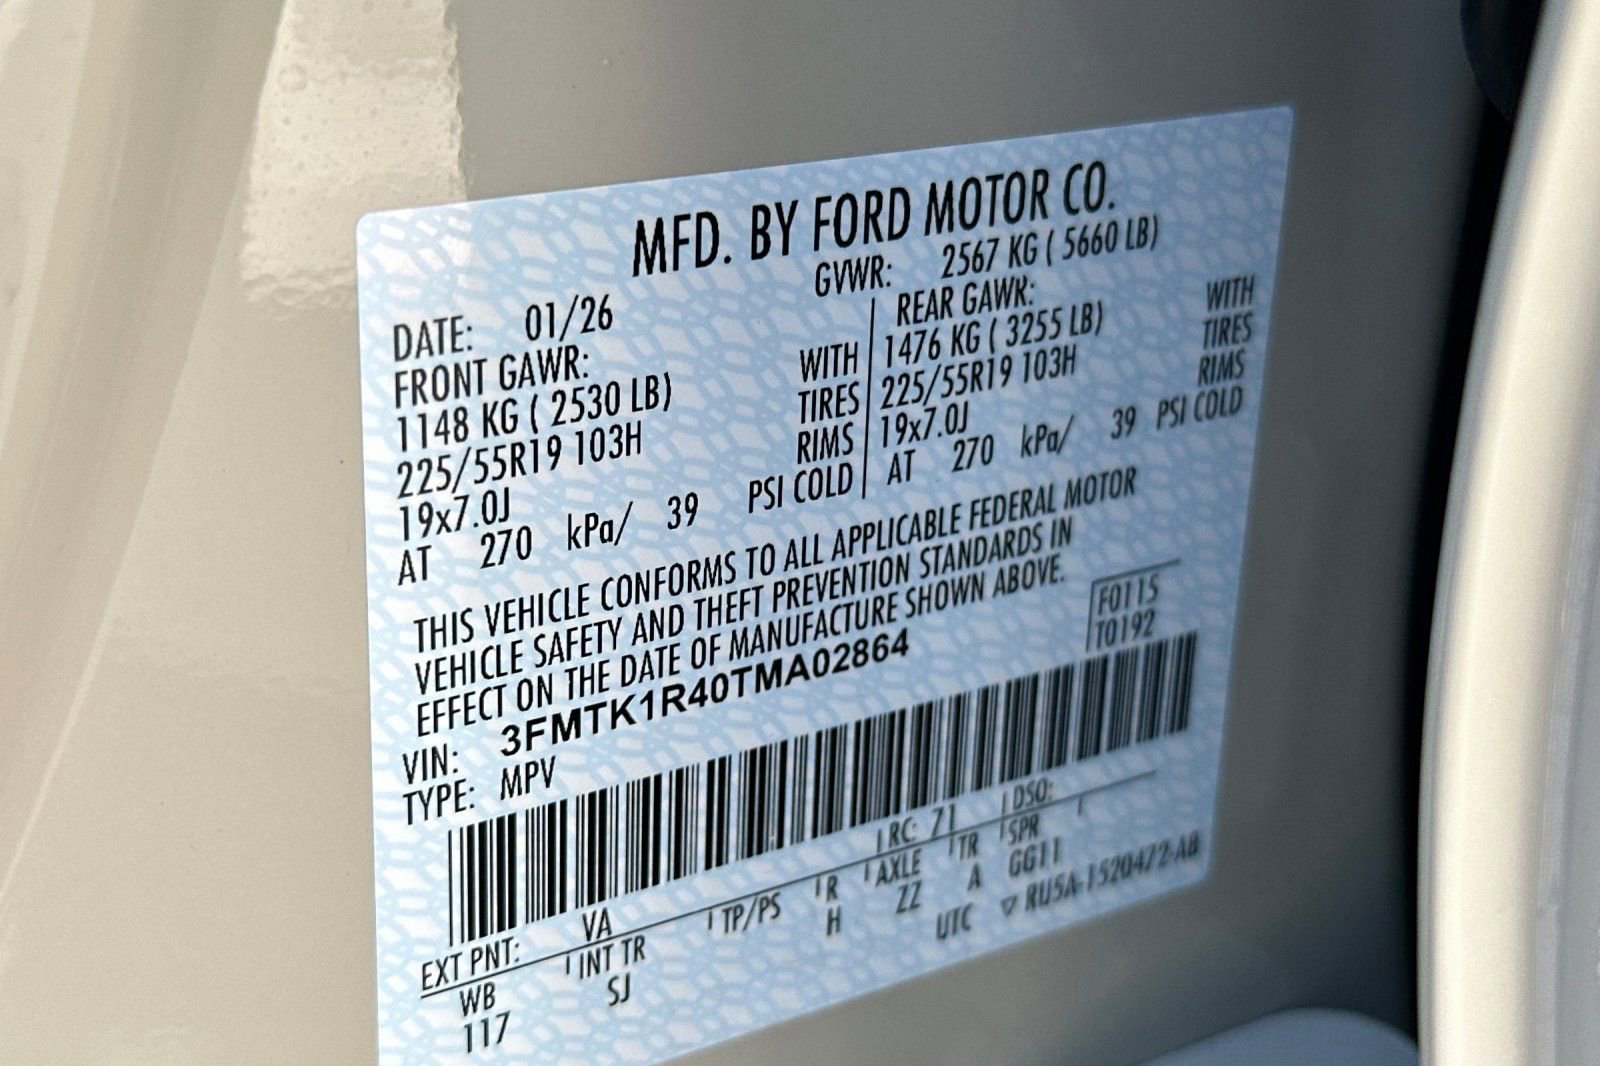 MFD. BY FORD MOTOR CO.
DATE: 01/26 GVWR: 2567 KG ( 5660 LB)
FRONT GAWR: REAR GAWR:
1148 KG ( 2530 LB) WITH 1476 KG ( 3255 LB) WITH
225/55R19 103H TIRES 225/55R19 103H TIRES
19x7.0J RIMS 19x7.0J RIMS
AT 270 kPa/ 39 PSI COLD AT 270 kPa/ 39 PSI COLD
THIS VEHICLE CONFORMS TO ALL APPLICABLE FEDERAL MOTOR
VEHICLE SAFETY AND THEFT PREVENTION STANDARDS IN
EFFECT ON THE DATE OF MANUFACTURE SHOWN ABOVE.
F0115
T0192
VIN: 3FMTK1R40TMA02864
TYPE: MPV
EXT PNT: VA RC: 71 DSO:
WB INT TR TP/PS R AXLE TR SPR
117 SJ H ZZ A GG11
UTC ▽ RU5A-1520472-AB